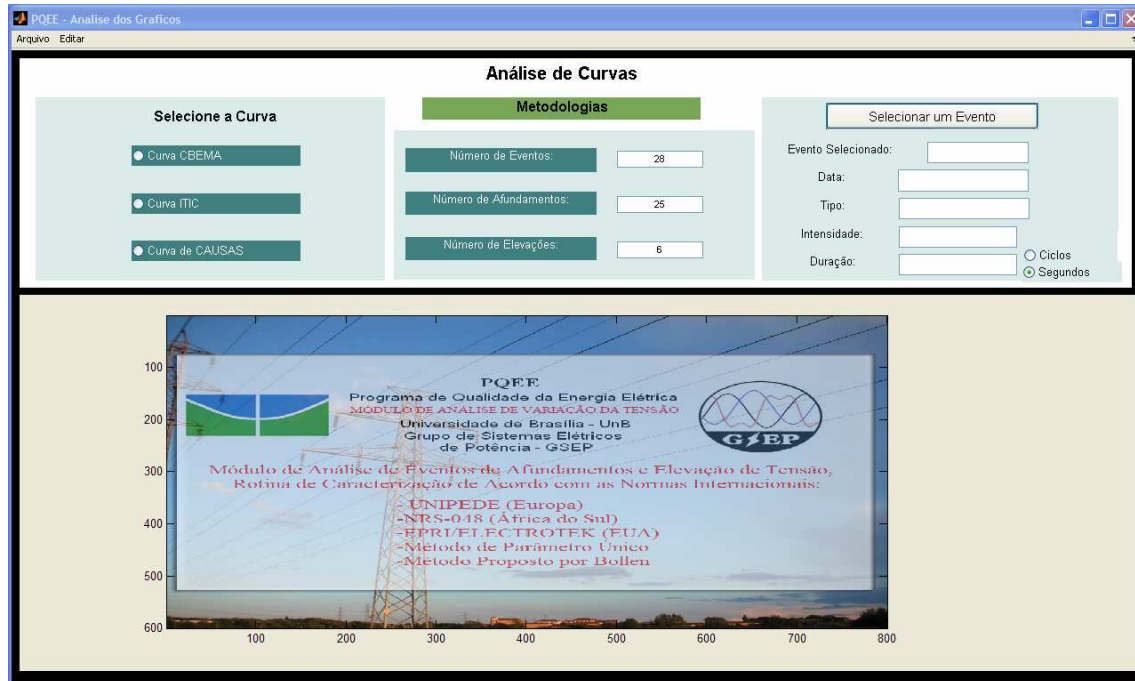 PQEE - Analise dos Graficos
Arquivo Editar
Análise de Curvas
Selecione a Curva
Curva CBEMA
Curva ITIC
Curva de CAUSAS
Metodologias
Número de Eventos: 28
Número de Afundamentos: 25
Número de Elevações: 6
Selecionar um Evento
Evento Selecionado:
Data:
Tipo:
Intensidade:
Duração:
Ciclos
Segundos
PQEE
Programa de Qualidade da Energia Elétrica
MÓDULO DE ANÁLISE DE VARIAÇÃO DA TENSÃO
Universidade de Brasília - UnB
Grupo de Sistemas Elétricos
de Potência - GSEP
GSEP
Módulo de Análise de Eventos de Afundamentos e Elevação de Tensão,
Rotina de Caracterização de Acordo com as Normas Internacionais:
- UNIPEDE (Europa)
-NRS-048 (África do Sul)
-EPRI/ELECTROTEK (EUA)
-Método de Parâmetro Único
-Método Proposto por Bollen
100
200
300
400
500
600
100 200 300 400 500 600 700 800